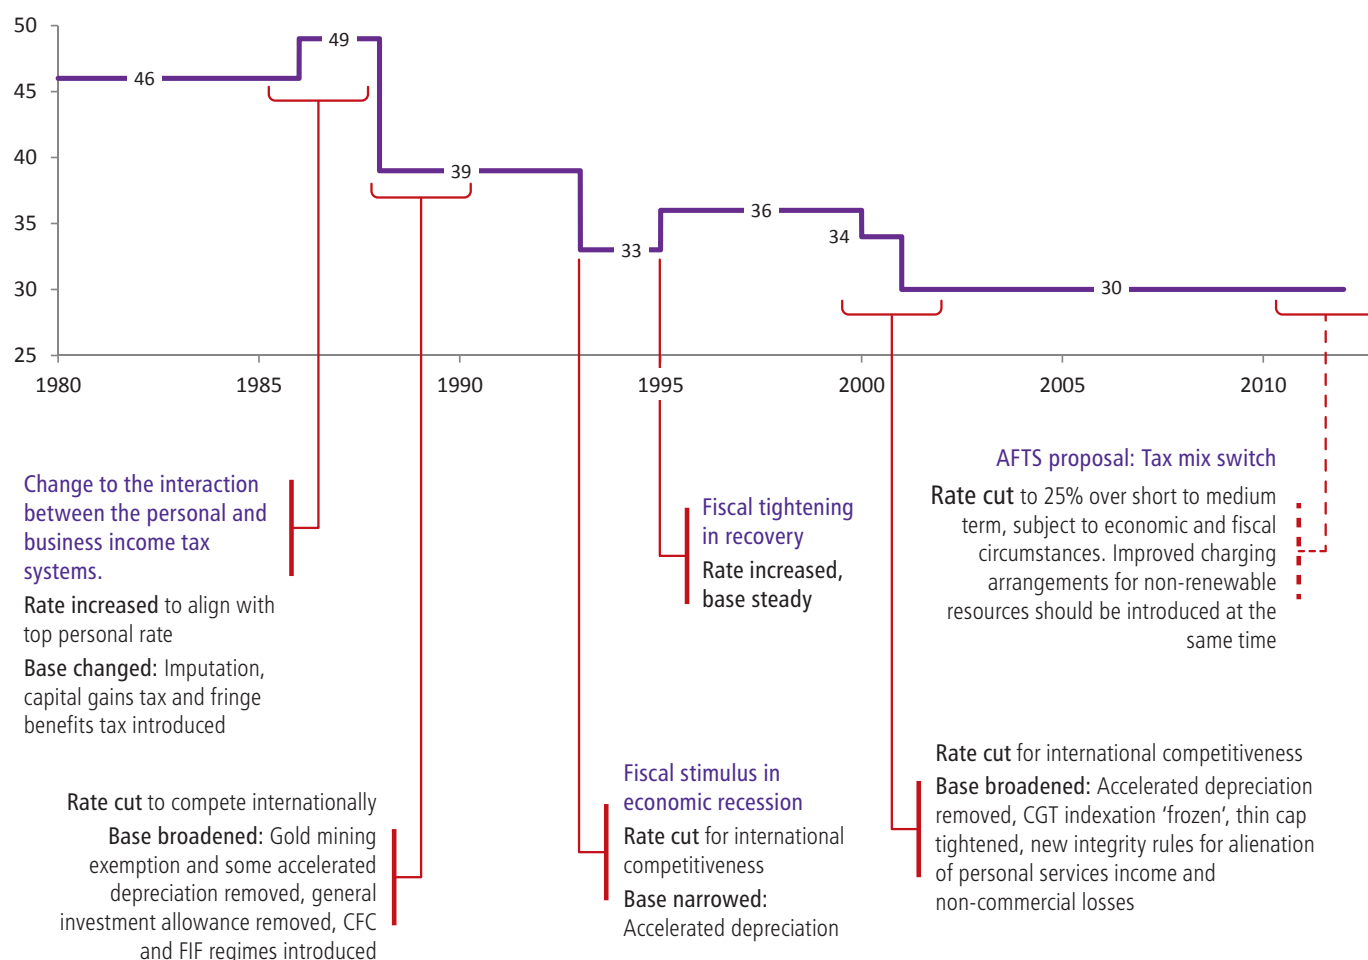 50
49
46
45
40
39
36
35
34
33
30
30
25
1980
1985
1990
1995
2000
2005
2010
Change to the interaction
between the personal and
business income tax
systems.
Rate increased to align with
top personal rate
Base changed: Imputation,
capital gains tax and fringe
benefits tax introduced
Rate cut to compete internationally
Base broadened: Gold mining
exemption and some accelerated
depreciation removed, general
investment allowance removed, CFC
and FIF regimes introduced
Fiscal stimulus in
economic recession
Rate cut for international
competitiveness
Base narrowed:
Accelerated depreciation
Fiscal tightening
in recovery
Rate increased,
base steady
Rate cut for international competitiveness
Base broadened: Accelerated depreciation
removed, CGT indexation ‘frozen’, thin cap
tightened, new integrity rules for alienation
of personal services income and
non-commercial losses
AFTS proposal: Tax mix switch
Rate cut to 25% over short to medium
term, subject to economic and fiscal
circumstances. Improved charging
arrangements for non-renewable
resources should be introduced at the
same time